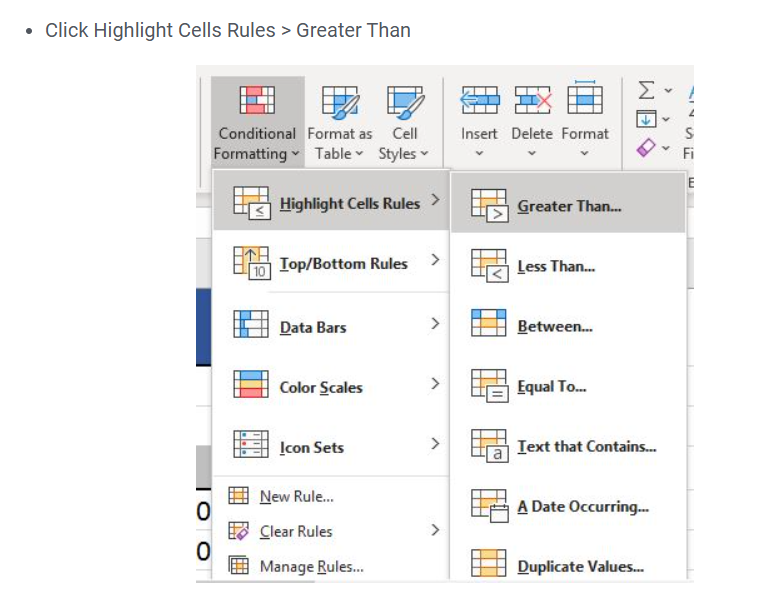 Click Highlight Cells Rules > Greater Than
Conditional Formatting
Format as Table
Cell Styles
Insert
Delete
Format
Highlight Cells Rules
Top/Bottom Rules
Data Bars
Color Scales
Icon Sets
New Rule...
Clear Rules
Manage Rules...
Greater Than...
Less Than...
Between...
Equal To...
Text that Contains...
A Date Occurring...
Duplicate Values...
10
a
0
0